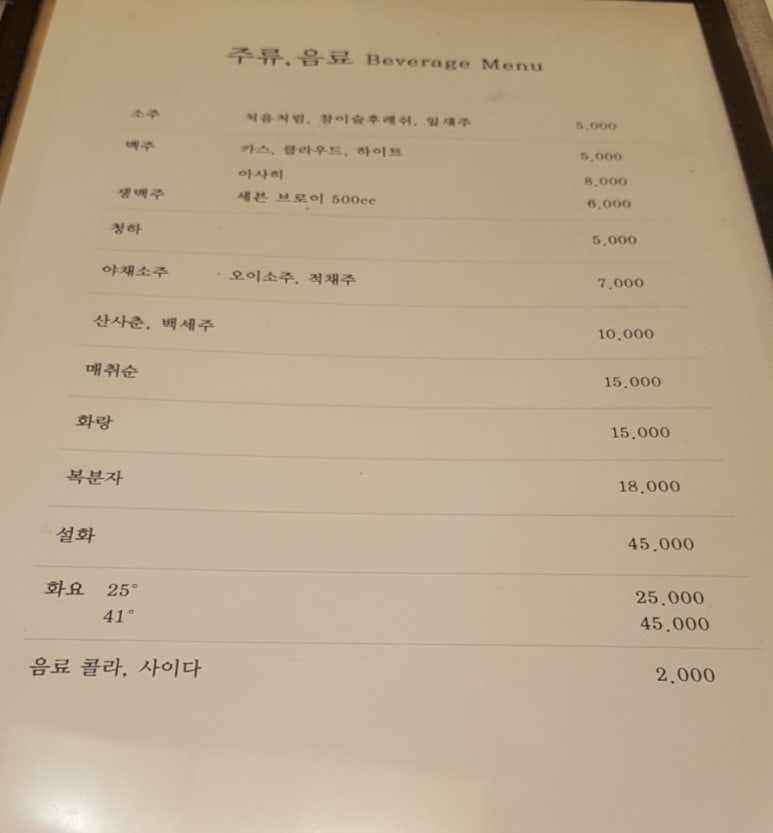 주류, 음료 Beverage Menu
소주 처음처럼, 참이슬후레쉬, 잎새주 5,000
맥주 카스, 클라우드, 하이트 5,000
아사히 8,000
생맥주 세븐 브로이 500cc 6,000
청하 5,000
야채소주 오이소주, 적채주 7,000
산사춘, 백세주 10,000
매취순 15,000
화랑 15,000
복분자 18,000
설화 45,000
화요 25° 25,000
41° 45,000
음료 콜라, 사이다 2,000